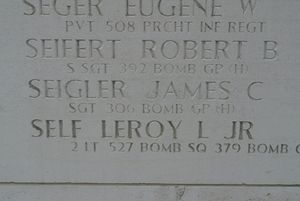 SEGER EUGENE W
PVT 508 PRCHT INF REGT
SEIFERT ROBERT B
S SGT 392 BOMB GP (H)
SEIGLER JAMES C
SGT 306 BOMB GP (H)
SELF LEROY L JR
2 LT 527 BOMB SQ 379 BOMB G